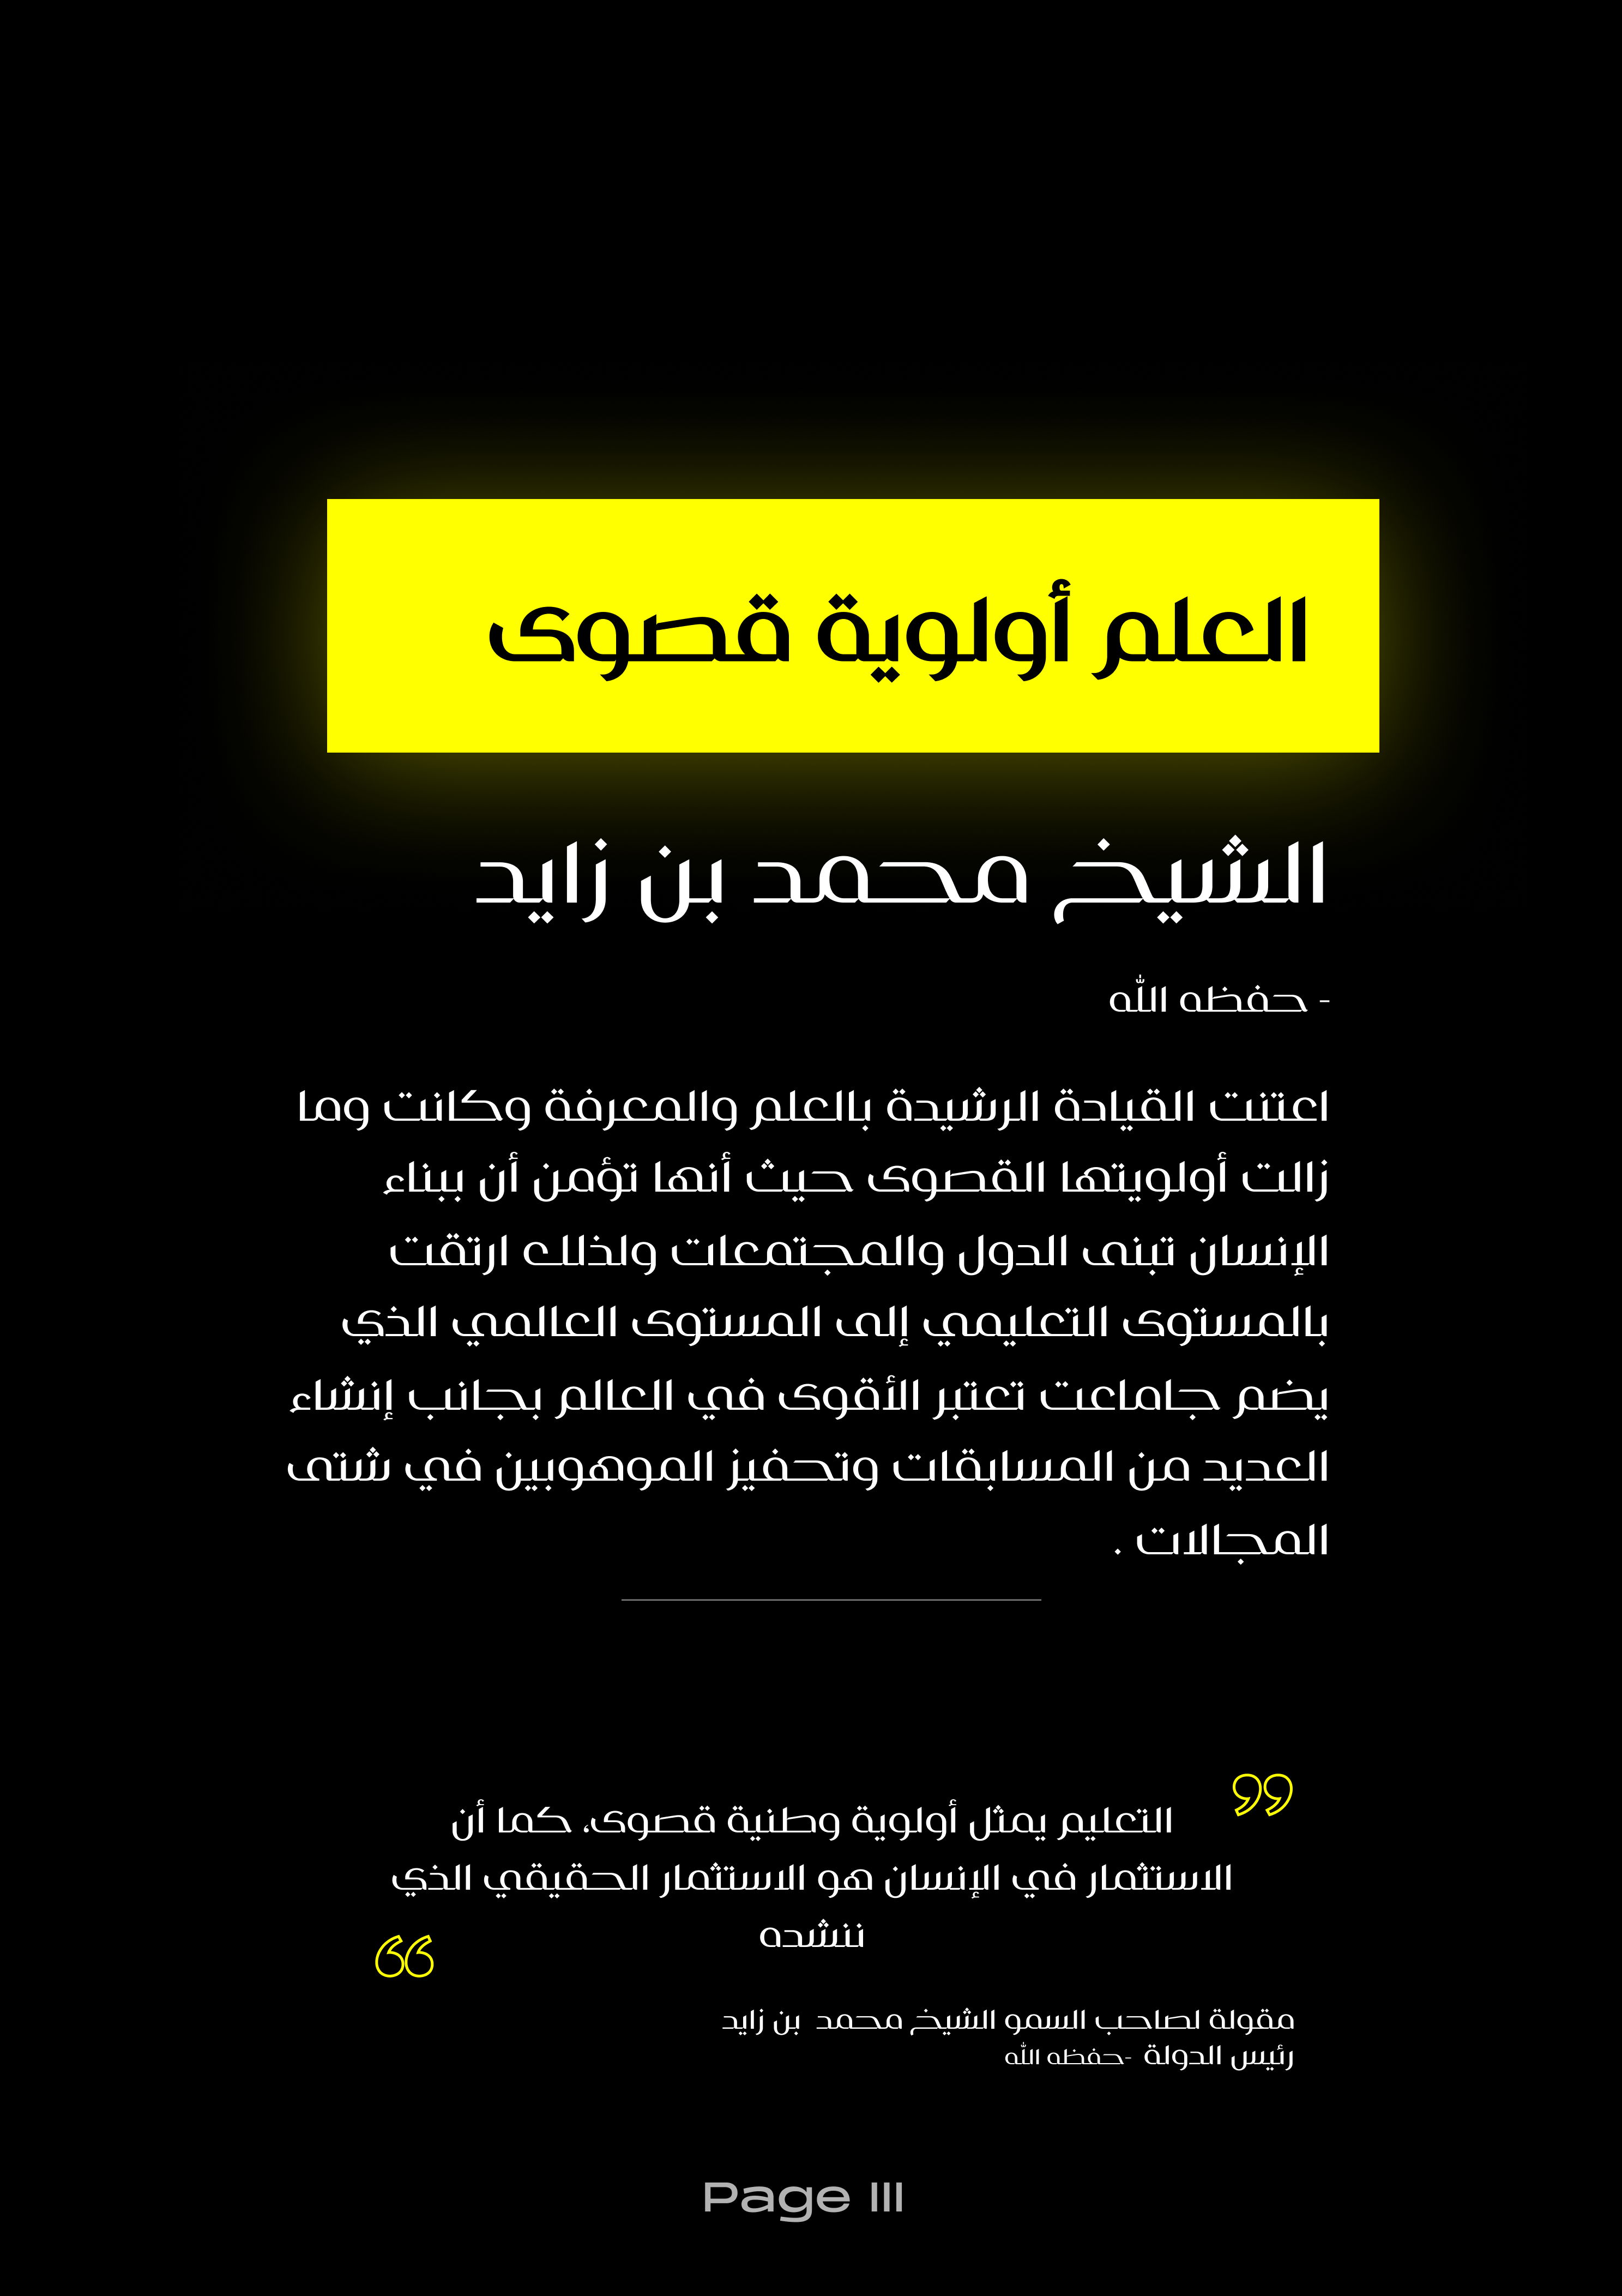 العلم أولوية قصوى
الشيخ محمد بن زايد
- حفظه الله
اعتنت القيادة الرشيدة بالعلم والمعرفة وكانت وما
زالت أولويتها القصوى حيث أنها تؤمن أن ببناء
الإنسان تبنى الدول والمجتمعات ولذلك ارتقت
بالمستوى التعليمي إلى المستوى العالمي الذي
يضم جاماعت تعتبر الأقوى في العالم بجانب إنشاء
العديد من المسابقات وتحفيز الموهوبين في شتى
المجالات .
التعليم يمثل أولوية وطنية قصوى، كما أن
الاستثمار في الإنسان هو الاستثمار الحقيقي الذي
ننشده
مقولة لصاحب السمو الشيخ محمد بن زايد
رئيس الدولة -حفظه الله
Page III